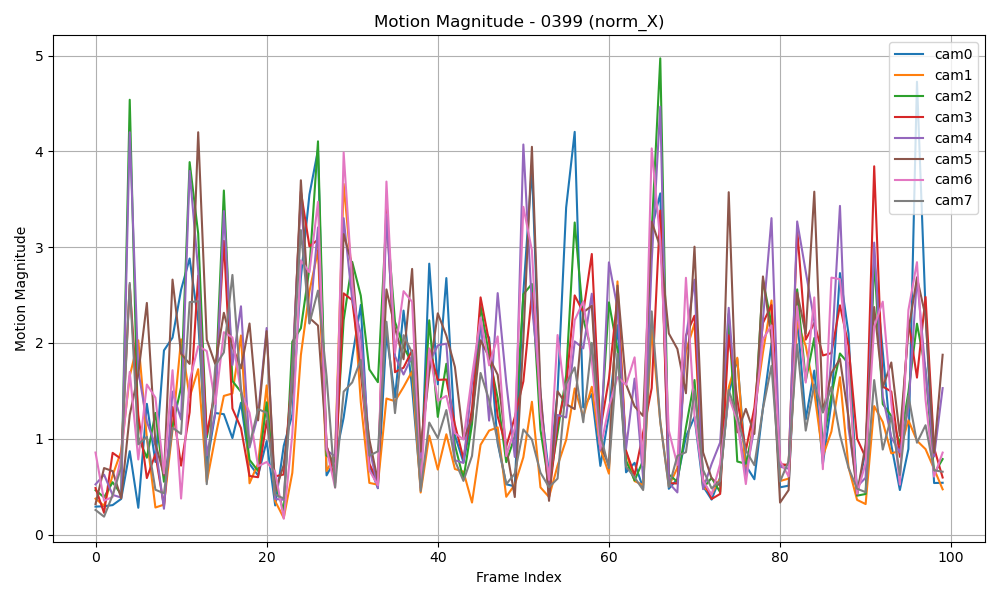 Motion Magnitude - 0399 (norm_X)
Motion Magnitude
5
4
3
2
1
0
0
20
40
60
80
100
Frame Index
cam0
cam1
cam2
cam3
cam4
cam5
cam6
cam7